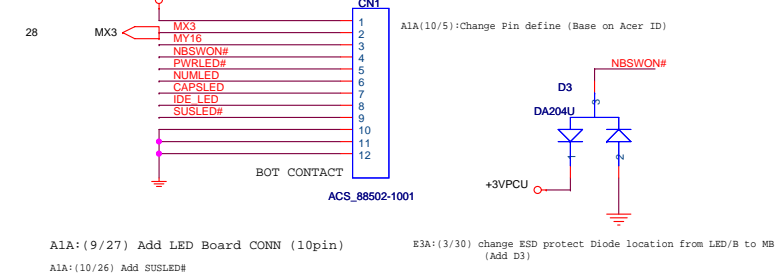 CN1
28
MX3
MX3
MY16
NBSWON#
PWRLED#
NUMLED
CAPSLED
IDE_LED
SUSLED#
1
2
3
4
5
6
7
8
9
10
11
12
BOT CONTACT
ACS_88502-1001
A1A(10/5):Change Pin define (Base on Acer ID)
NBSWON#
D3
3
DA204U
1
2
+3VPCU
A1A:(9/27) Add LED Board CONN (10pin)
A1A:(10/26) Add SUSLED#
E3A:(3/30) change ESD protect Diode location from LED/B to MB
(Add D3)